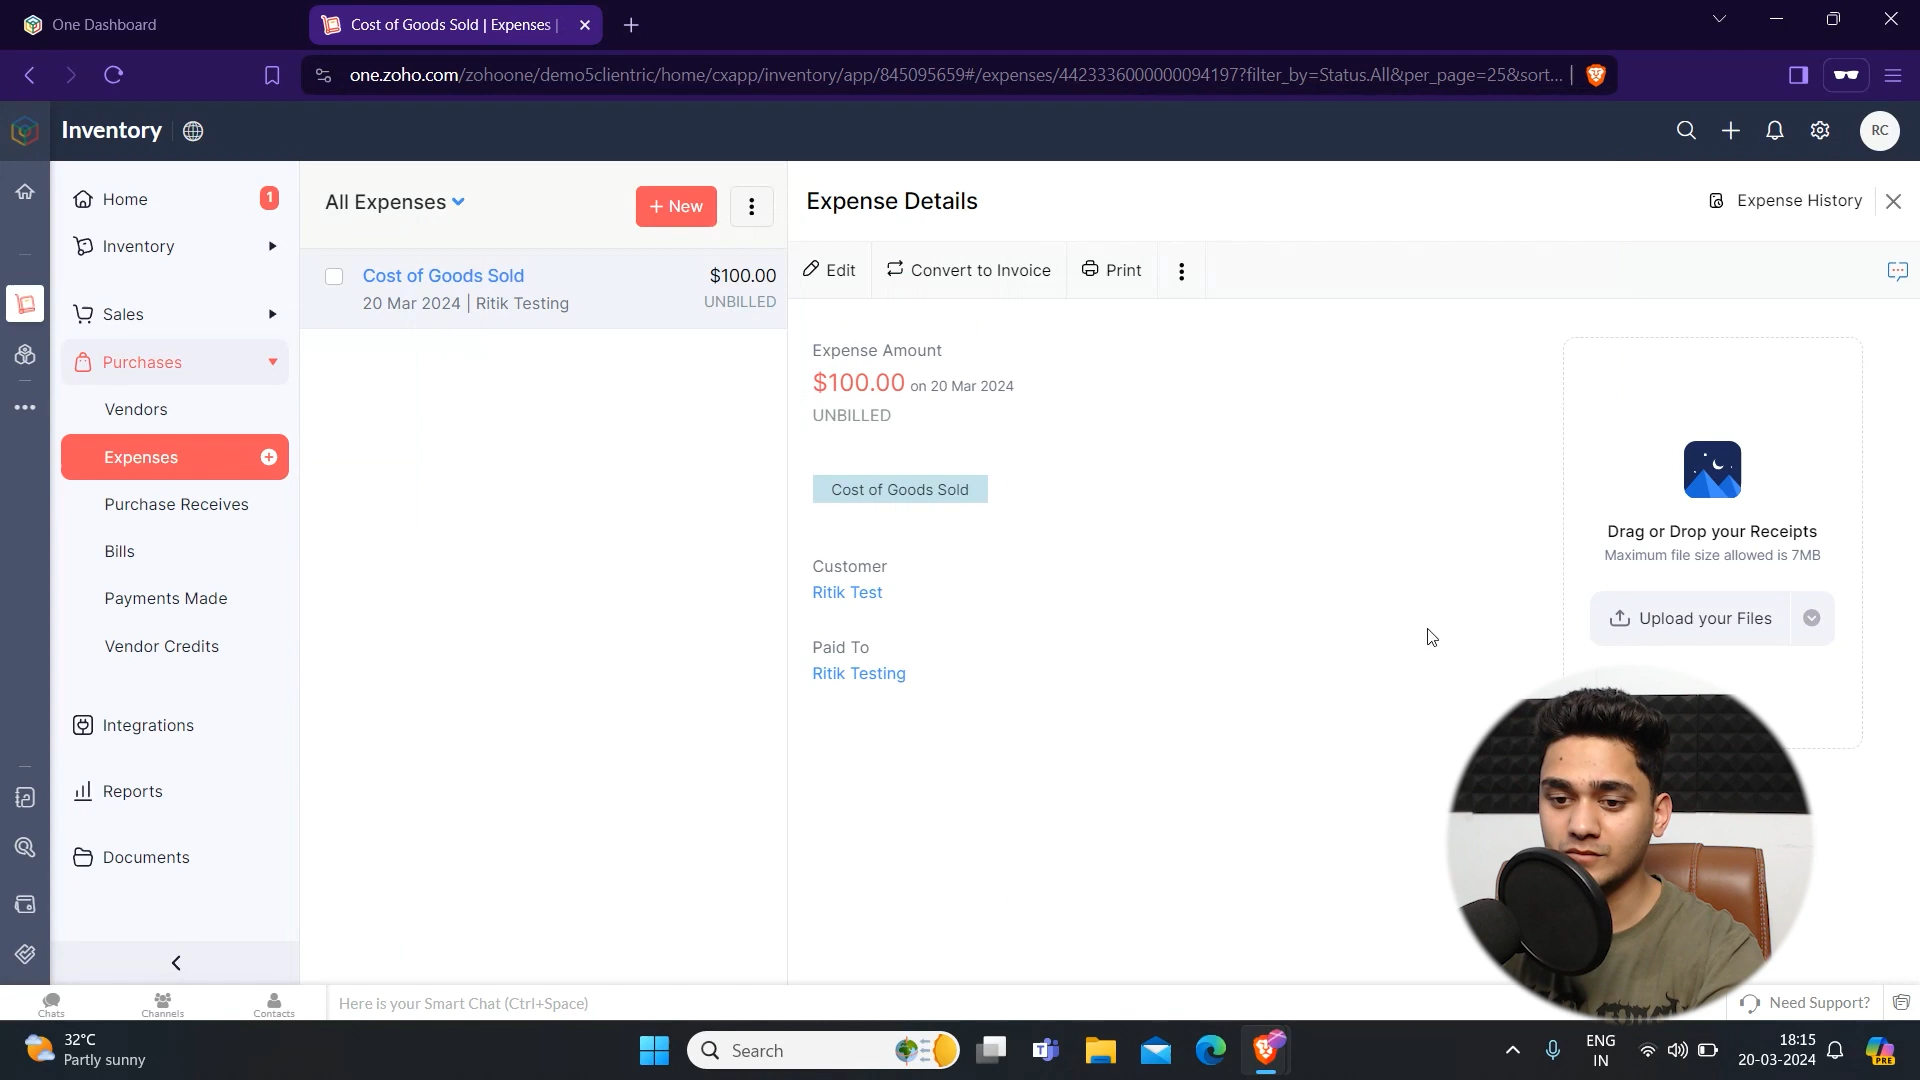 One Dashboard
Cost of Goods Sold | Expenses |
one.zoho.com/zohoone/demo5clientric/home/cxapp/inventory/app/845095659#/expenses/4423336000000094197?filter_by=Status.All&per_page=25&sort...
Inventory
RC
Home
1
Inventory
Sales
Purchases
Vendors
Expenses
Purchase Receives
Bills
Payments Made
Vendor Credits
Integrations
Reports
Documents
All Expenses
+ New
Cost of Goods Sold
$100.00
20 Mar 2024 | Ritik Testing
UNBILLED
Expense Details
Expense History
Edit
Convert to Invoice
Print
Expense Amount
$100.00 on 20 Mar 2024
UNBILLED
Cost of Goods Sold
Customer
Ritik Test
Paid To
Ritik Testing
Drag or Drop your Receipts
Maximum file size allowed is 7MB
Upload your Files
Chats
Channels
Contacts
Here is your Smart Chat (Ctrl+Space)
Need Support?
32°C
Partly sunny
Search
ENG
IN
18:15
20-03-2024
PRE